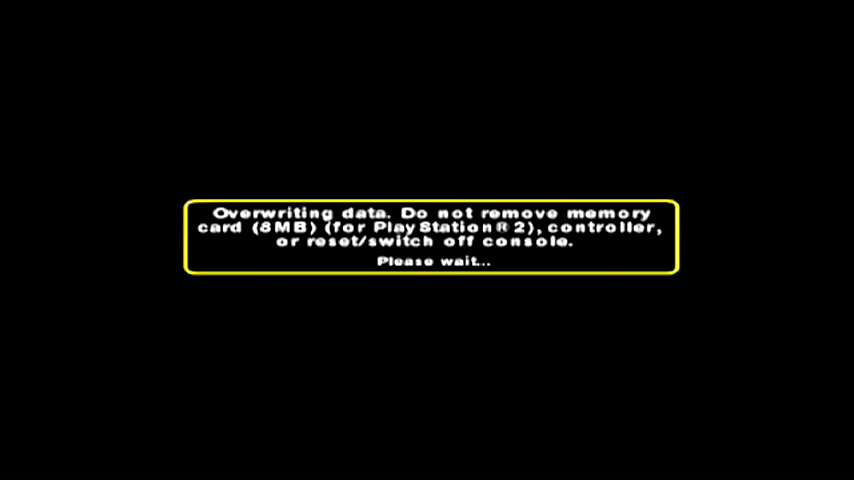 Overwriting data. Do not remove memory
card (8MB) (for PlayStation®2), controller,
or reset/switch off console.
Please wait...